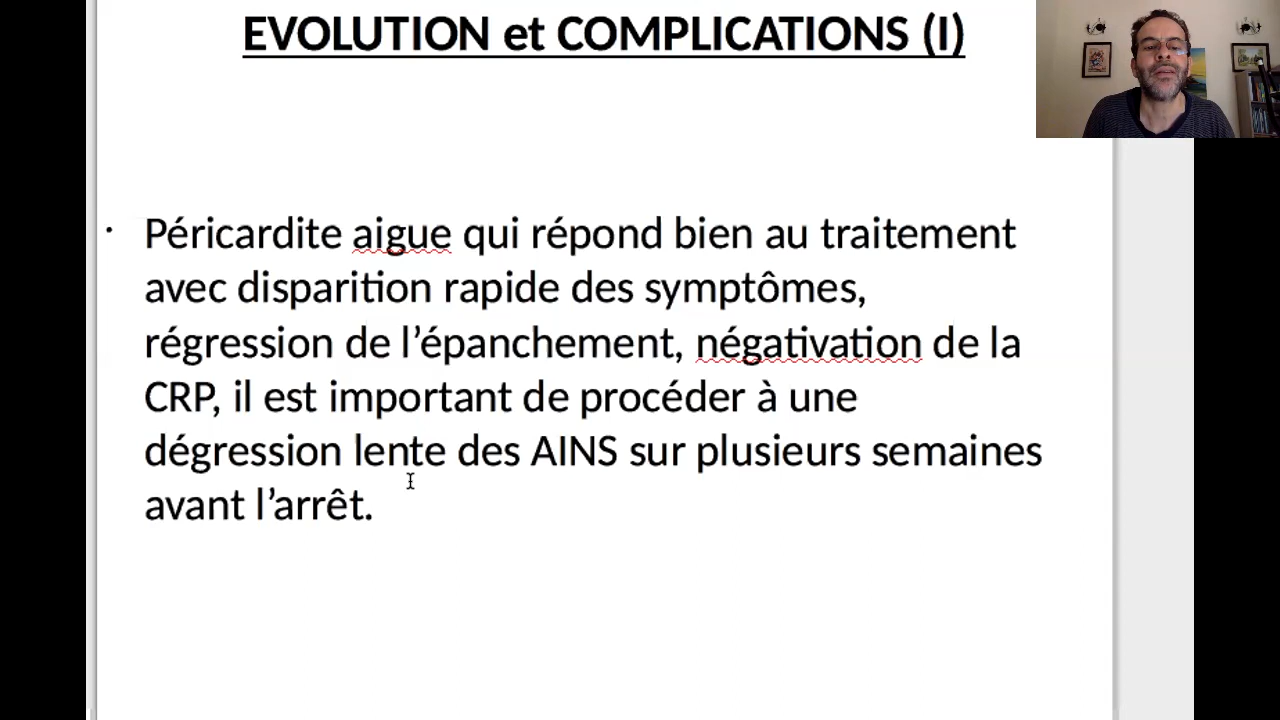 EVOLUTION et COMPLICATIONS (I)
• Péricardite aigue qui répond bien au traitement
avec disparition rapide des symptômes,
régression de l’épanchement, négativation de la
CRP, il est important de procéder à une
dégression lente des AINS sur plusieurs semaines
avant l’arrêt.